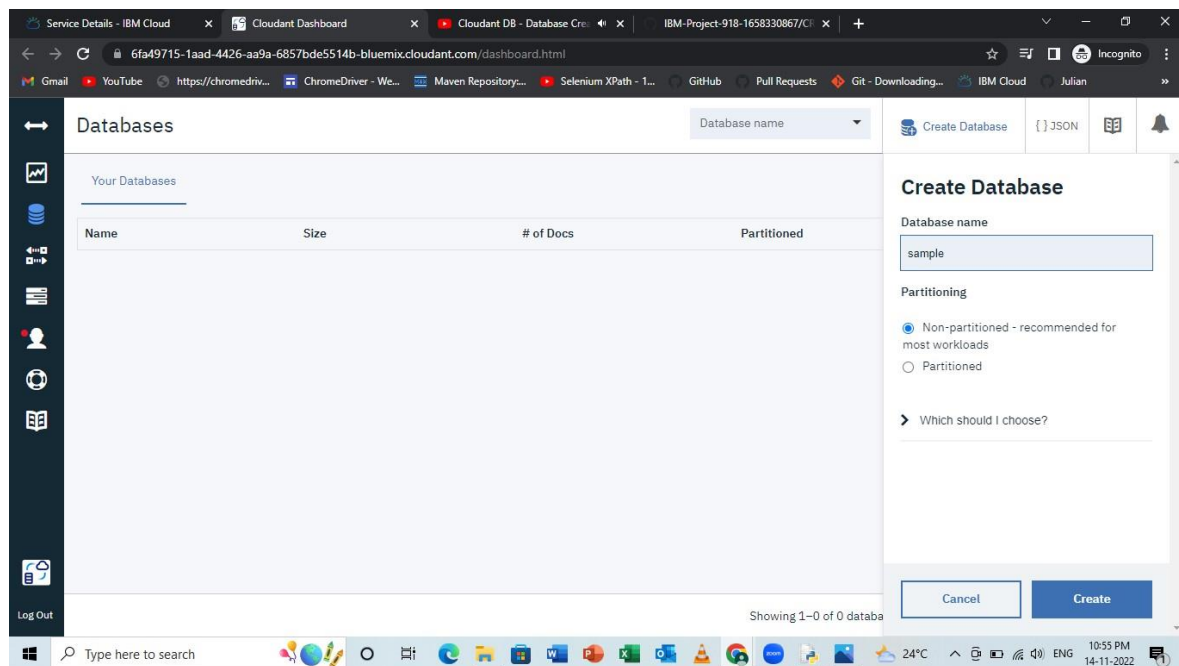 Service Details - IBM Cloud
Cloudant Dashboard
Cloudant DB - Database Cre
IBM-Project-918-1658330867/CR
6fa49715-1aad-4426-aa9a-6857bde5514b-bluemix.cloudant.com/dashboard.html
Incognito
Gmail YouTube https://chromedriv... ChromeDriver - We... Maven Repository:... Selenium XPath - 1... GitHub Pull Requests Git - Downloading... IBM Cloud Julian »
Databases
Database name
Create Database
{ } JSON
Your Databases
Name Size # of Docs Partitioned
Create Database
Database name
sample
Partitioning
Non-partitioned - recommended for
most workloads
Partitioned
Which should I choose?
Cancel
Create
Log Out
Showing 1–0 of 0 databa
Type here to search
24°C
ENG
10:55 PM
14-11-2022